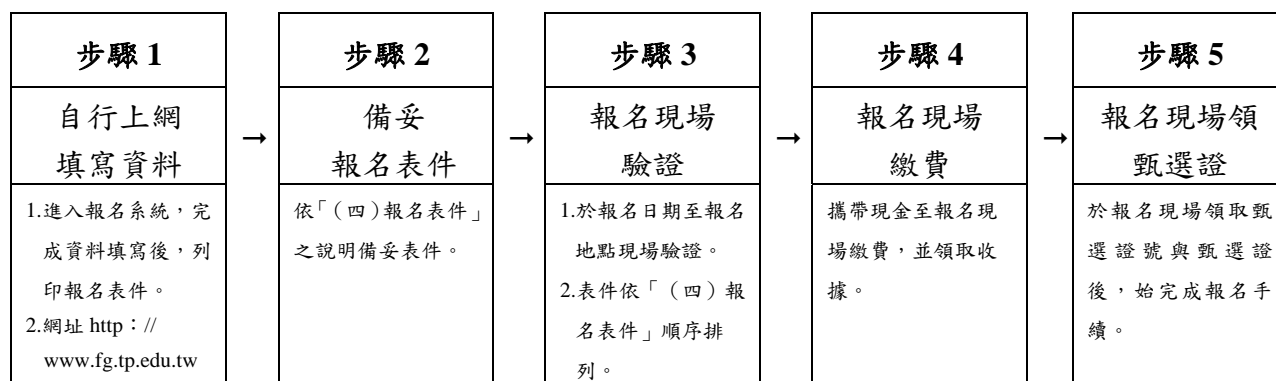 步驟 1
自行上網
填寫資料
1.進入報名系統,完
成資料填寫後,列
印報名表件。
2.網址 http:∥
www.fg.tp.edu.tw
→
步驟 2
備妥
報名表件
依「(四)報名表件」
之說明備妥表件。
→
步驟 3
報名現場
驗證
1.於報名日期至報名
地點現場驗證。
2.表件依「(四)報
名表件」順序排
列。
→
步驟 4
報名現場
繳費
攜帶現金至報名現
場繳費,並領取收
據。
→
步驟 5
報名現場領
甄選證
於報名現場領取甄
選證號與甄選證
後,始完成報名手
續。